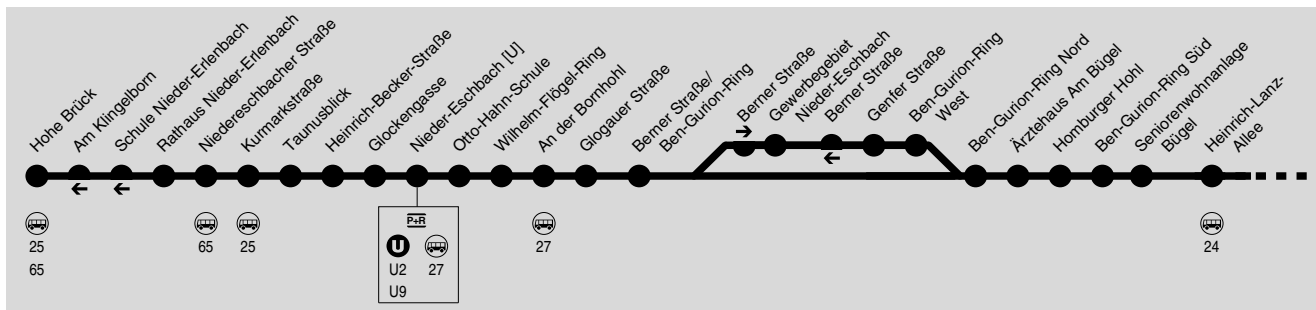 Hohe Brück
Am Klingelborn
Schule Nieder-Erlenbach
Rathaus Nieder-Erlenbach
Niedereschbacher Straße
Kurmarkstraße
Taunusblick
Heinrich-Becker-Straße
Glockengasse
Nieder-Eschbach [U]
Otto-Hahn-Schule
Wilhelm-Flögel-Ring
An der Bornhohl
Glogauer Straße
Berner Straße/
Ben-Gurion-Ring
Berner Straße
Gewerbegebiet
Nieder-Eschbach
Berner Straße
Genfer Straße
Ben-Gurion-Ring
West
Ben-Gurion-Ring Nord
Ärztehaus Am Bügel
Homburger Hohl
Ben-Gurion-Ring Süd
Seniorenwohnanlage
Bügel
Heinrich-Lanz-
Allee
25
65
65
25
P+R
U
U2 27
U9
27
24